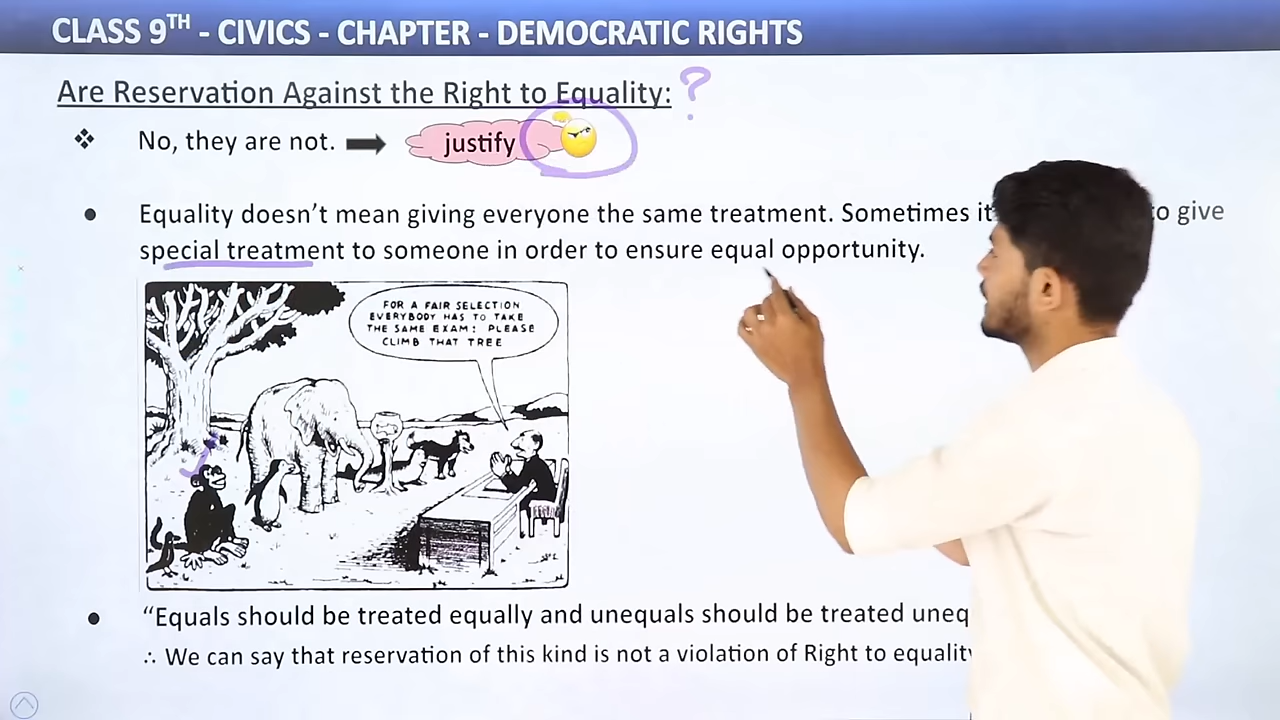 CLASS 9TH - CIVICS - CHAPTER - DEMOCRATIC RIGHTS
Are Reservation Against the Right to Equality: ?
No, they are not. justify
Equality doesn’t mean giving everyone the same treatment. Sometimes it to give
special treatment to someone in order to ensure equal opportunity.
FOR A FAIR SELECTION
EVERYBODY HAS TO TAKE
THE SAME EXAM: PLEASE
CLIMB THAT TREE
“Equals should be treated equally and unequals should be treated
∴ We can say that reservation of this kind is not a violation of Right to